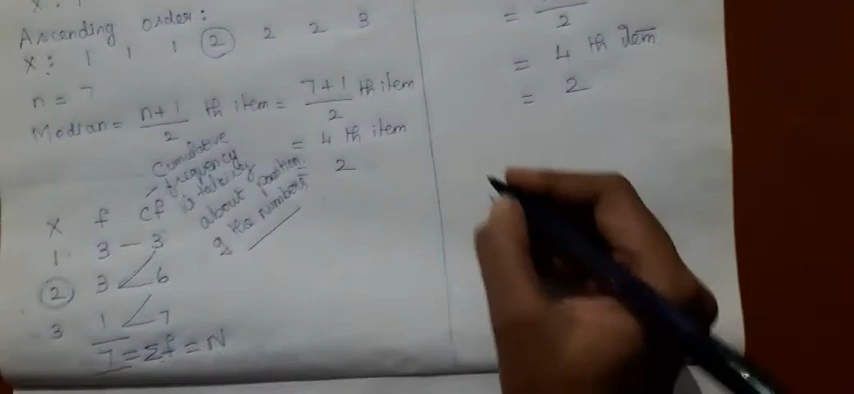 Ascending order:
X: 1 1 1 2 2 2 3
n = 7
Median = n+1/2 th item = 7+1/2 th item
= 4 th item
= 2
Cumulative
frequency
is talking
about position
of the numbers
X f cf
1 3 – 3
2 3 6
3 1 7
7 = Σf = N
= 2
= 4 th item
= 2